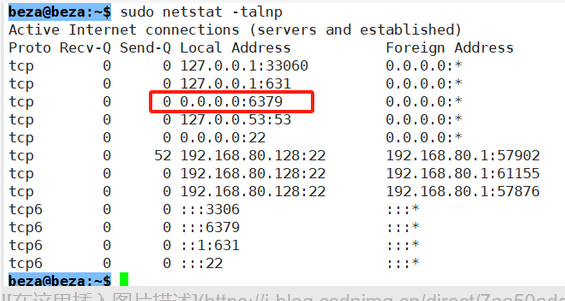 beza@beza:~$ sudo netstat -talnp
Active Internet connections (servers and established)
Proto Recv-Q Send-Q Local Address Foreign Address
tcp 0 0 127.0.0.1:33060 0.0.0.0:*
tcp 0 0 127.0.0.1:631 0.0.0.0:*
tcp 0 0 0.0.0.0:6379 0.0.0.0:*
tcp 0 0 127.0.0.53:53 0.0.0.0:*
tcp 0 0 0.0.0.0:22 0.0.0.0:*
tcp 0 52 192.168.80.128:22 192.168.80.1:57902
tcp 0 0 192.168.80.128:22 192.168.80.1:61155
tcp 0 0 192.168.80.128:22 192.168.80.1:57876
tcp6 0 0 :::3306 :::*
tcp6 0 0 :::6379 :::*
tcp6 0 0 ::1:631 :::*
tcp6 0 0 :::22 :::*
beza@beza:~$